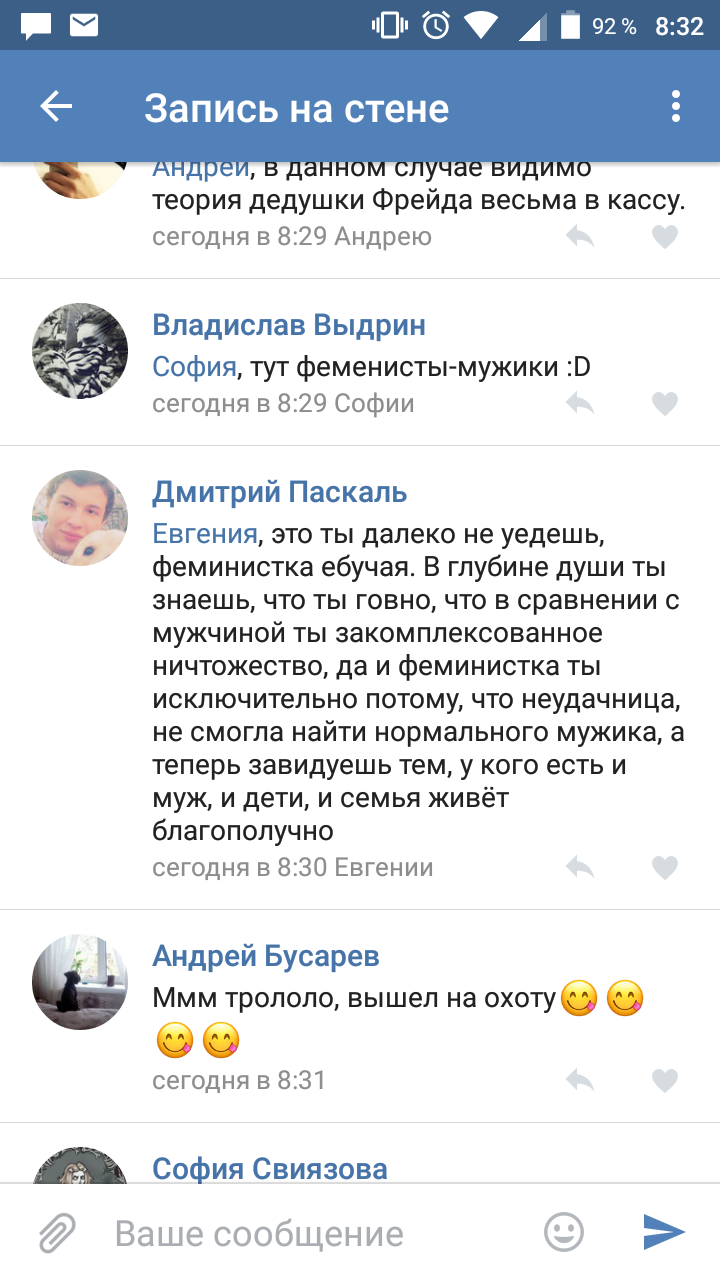 92 % 8:32
Запись на стене
Андрей, в данном случае видимо
теория дедушки Фрейда весьма в кассу.
сегодня в 8:29 Андрею
Владислав Выдрин
София, тут феменисты-мужики :D
сегодня в 8:29 Софии
Дмитрий Паскаль
Евгения, это ты далеко не уедешь,
феминистка ебучая. В глубине души ты
знаешь, что ты говно, что в сравнении с
мужчиной ты закомплексованное
ничтожество, да и феминистка ты
исключительно потому, что неудачница,
не смогла найти нормального мужика, а
теперь завидуешь тем, у кого есть и
муж, и дети, и семья живёт
благополучно
сегодня в 8:30 Евгении
Андрей Бусарев
Ммм трололо, вышел на охоту😋 😋
😋 😋
сегодня в 8:31
София Свиязова
Ваше сообщение